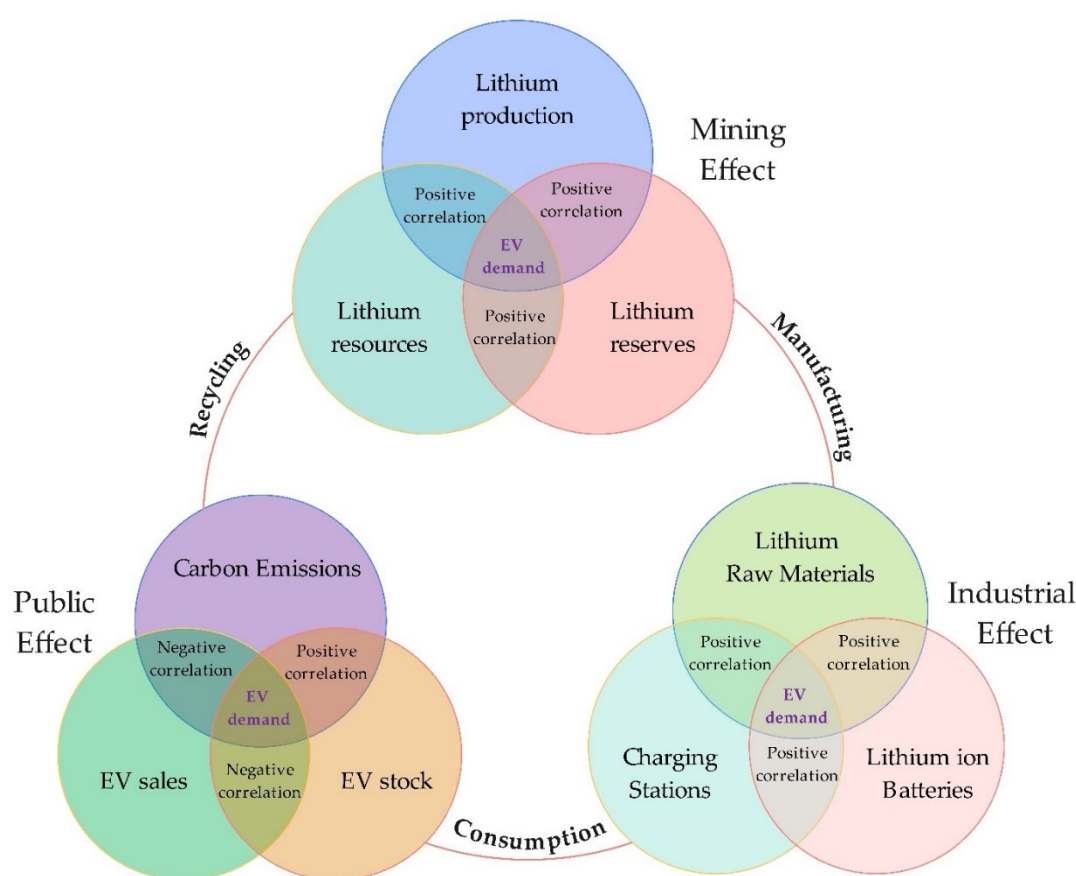 Lithium
production
Mining
Effect
Positive
correlation
Positive
correlation
EV
demand
Lithium
resources
Positive
correlation
Lithium
reserves
Recycling
Manufacturing
Carbon Emissions
Public
Effect
Negative
correlation
Positive
correlation
EV
demand
EV sales
Negative
correlation
EV stock
Lithium
Raw Materials
Industrial
Effect
Positive
correlation
Positive
correlation
EV
demand
Charging
Stations
Positive
correlation
Lithium ion
Batteries
Consumption